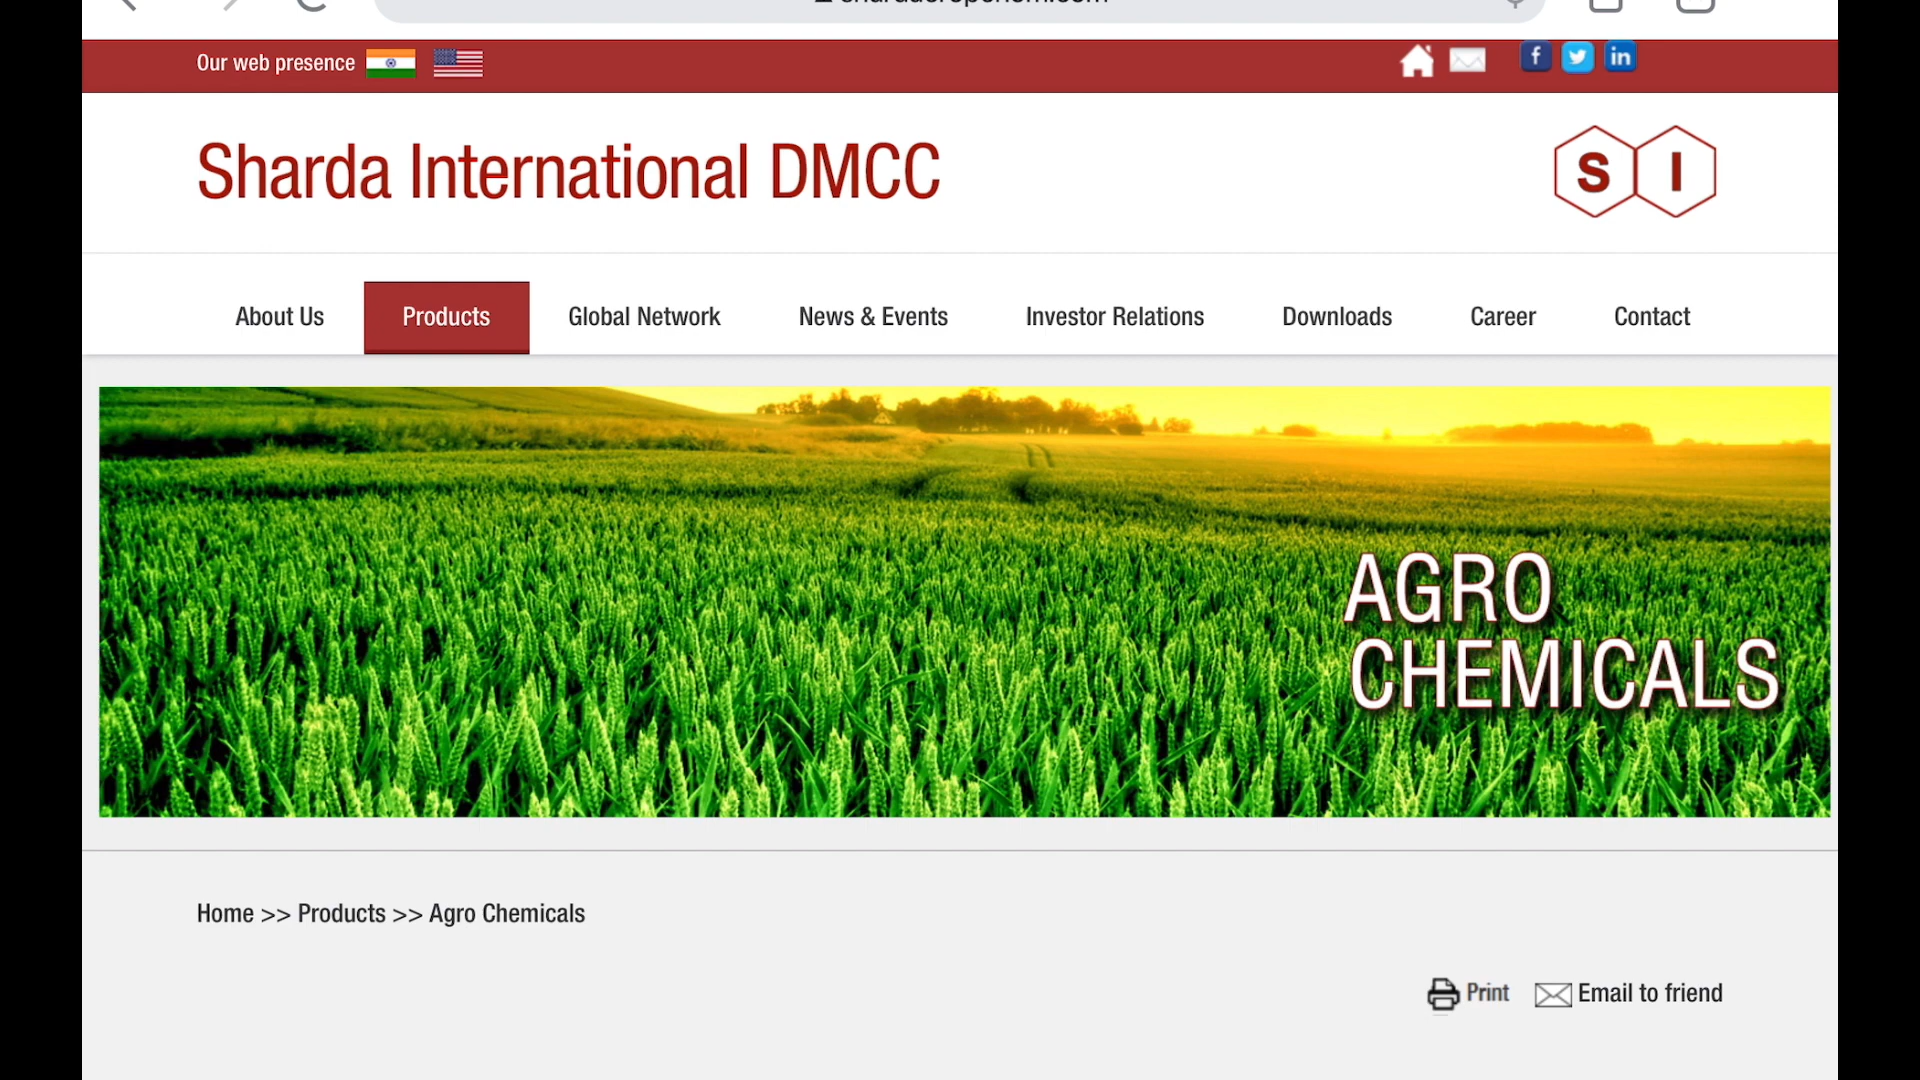 Our web presence
f
in
Sharda International DMCC
S I
About Us Products Global Network News & Events Investor Relations Downloads Career Contact
AGRO
CHEMICALS
Home >> Products >> Agro Chemicals
Print Email to friend